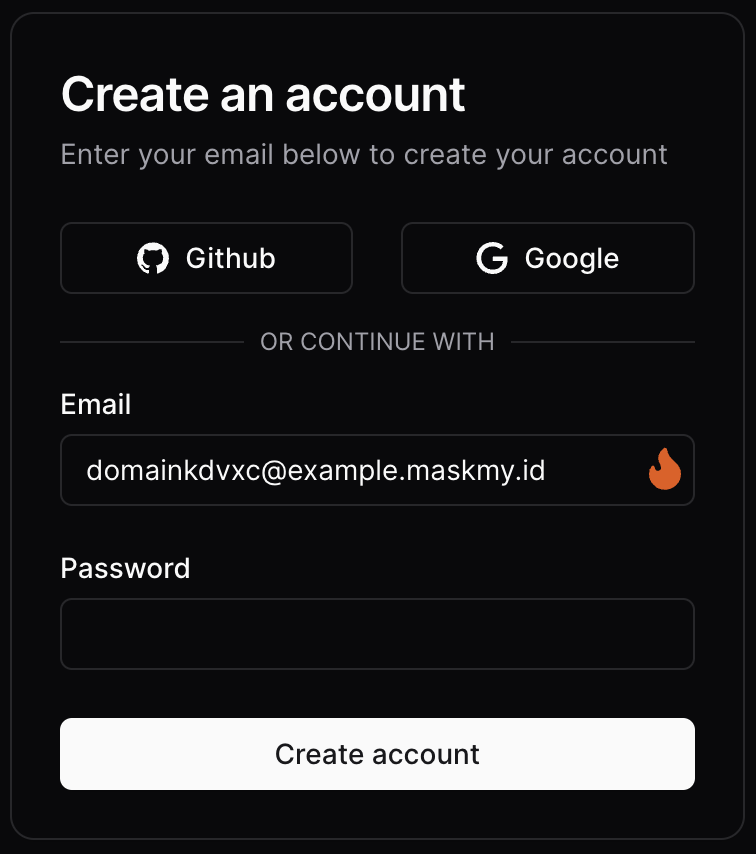 Create an account
Enter your email below to create your account
Github
Google
OR CONTINUE WITH
Email
domainkdvxc@example.maskmy.id
Password
Create account